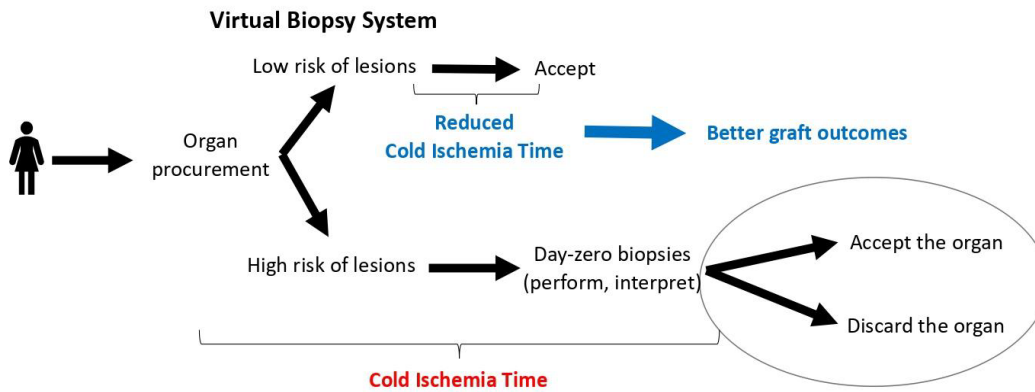 Virtual Biopsy System
Low risk of lesions
Accept
Reduced
Cold Ischemia Time
Better graft outcomes
Organ
procurement
High risk of lesions
Day-zero biopsies
(perform, interpret)
Accept the organ
Discard the organ
Cold Ischemia Time